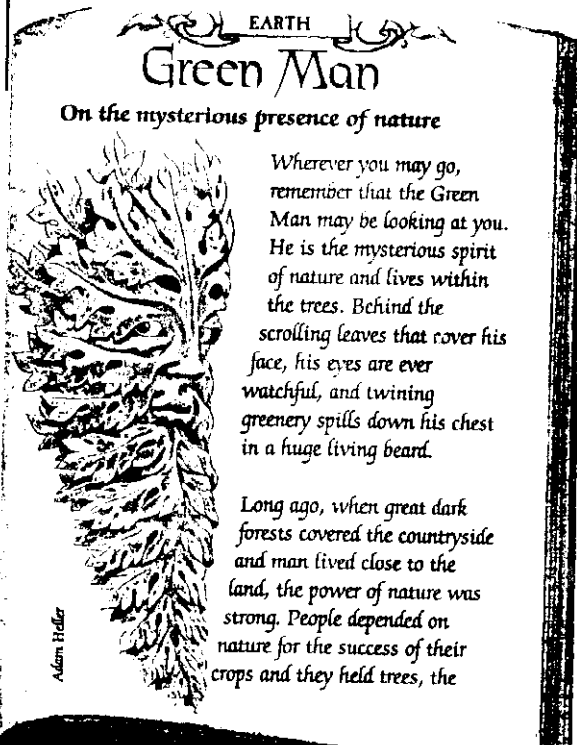 EARTH
Green Man
On the mysterious presence of nature
Wherever you may go,
remember that the Green
Man may be looking at you.
He is the mysterious spirit
of nature and lives within
the trees. Behind the
scrolling leaves that cover his
face, his eyes are ever
watchful, and twining
greenery spills down his chest
in a huge living beard.
Long ago, when great dark
forests covered the countryside
and man lived close to the
land, the power of nature was
strong. People depended on
nature for the success of their
crops and they held trees, the
Adam Heller